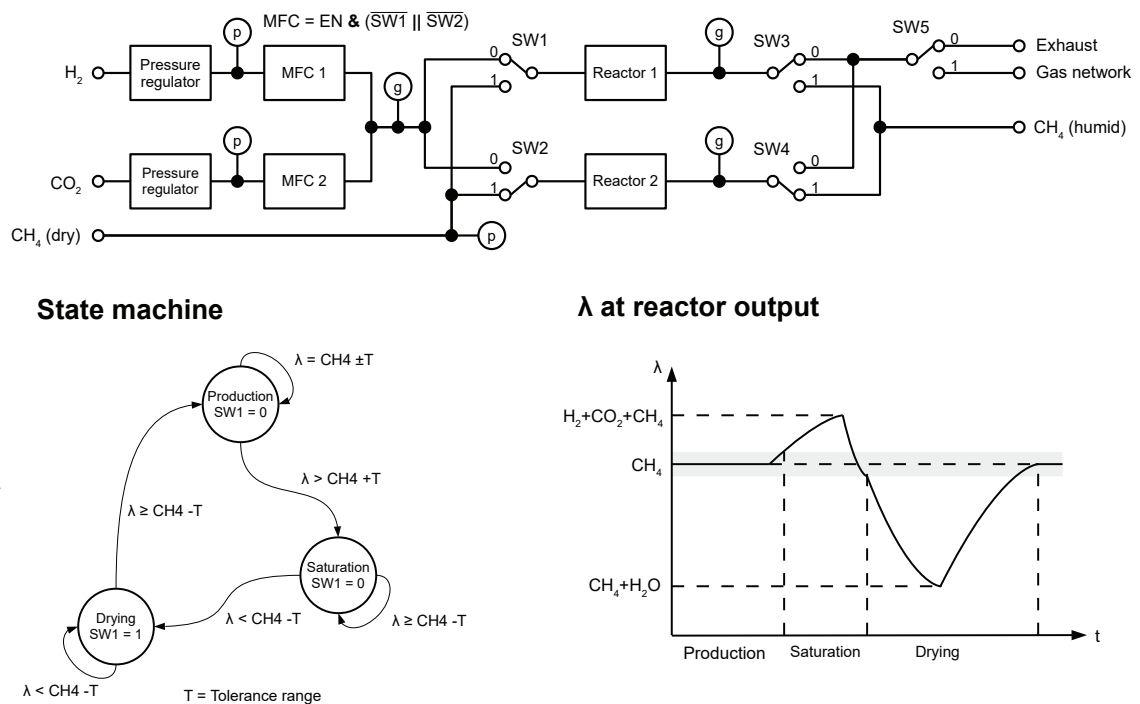 MFC = EN & (S̅W̅1̅ || S̅W̅2̅)
H₂
Pressure
regulator
p
MFC 1
g
0
1
SW1
Reactor 1
g
SW3
0
1
SW5
0
1
Exhaust
Gas network
CH₄ (humid)
CO₂
Pressure
regulator
p
MFC 2
0
1
SW2
Reactor 2
g
SW4
0
1
CH₄ (dry)
p
State machine
Production
SW1 = 0
λ = CH4 ±T
λ > CH4 +T
λ ≥ CH4 -T
Saturation
SW1 = 0
λ < CH4 -T
λ ≥ CH4 -T
Drying
SW1 = 1
λ < CH4 -T
T = Tolerance range
λ at reactor output
λ
H₂+CO₂+CH₄
CH₄
CH₄+H₂O
t
Production
Saturation
Drying